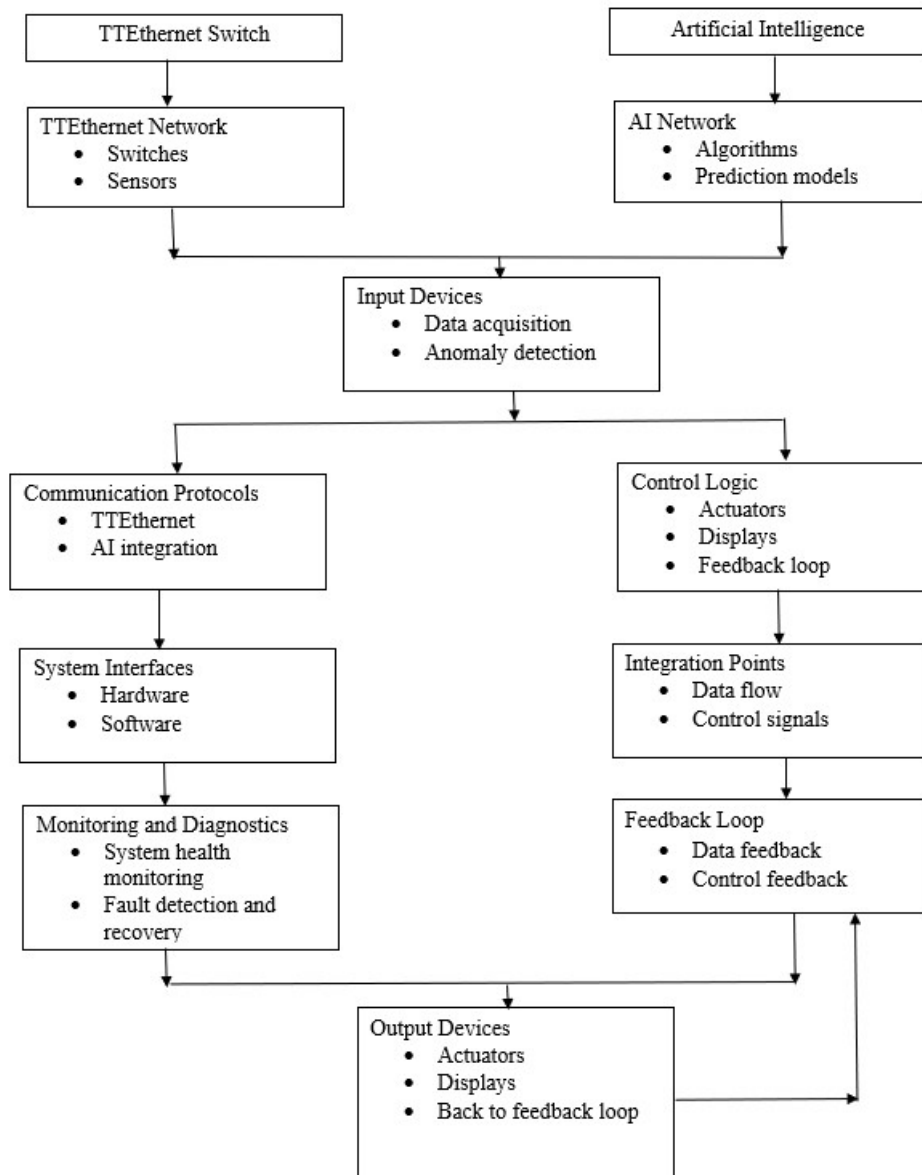 TTEthernet Switch
Artificial Intelligence
TTEthernet Network
• Switches
• Sensors
AI Network
• Algorithms
• Prediction models
Input Devices
• Data acquisition
• Anomaly detection
Communication Protocols
• TTEthernet
• AI integration
Control Logic
• Actuators
• Displays
• Feedback loop
System Interfaces
• Hardware
• Software
Integration Points
• Data flow
• Control signals
Monitoring and Diagnostics
• System health
monitoring
• Fault detection and
recovery
Feedback Loop
• Data feedback
• Control feedback
Output Devices
• Actuators
• Displays
• Back to feedback loop